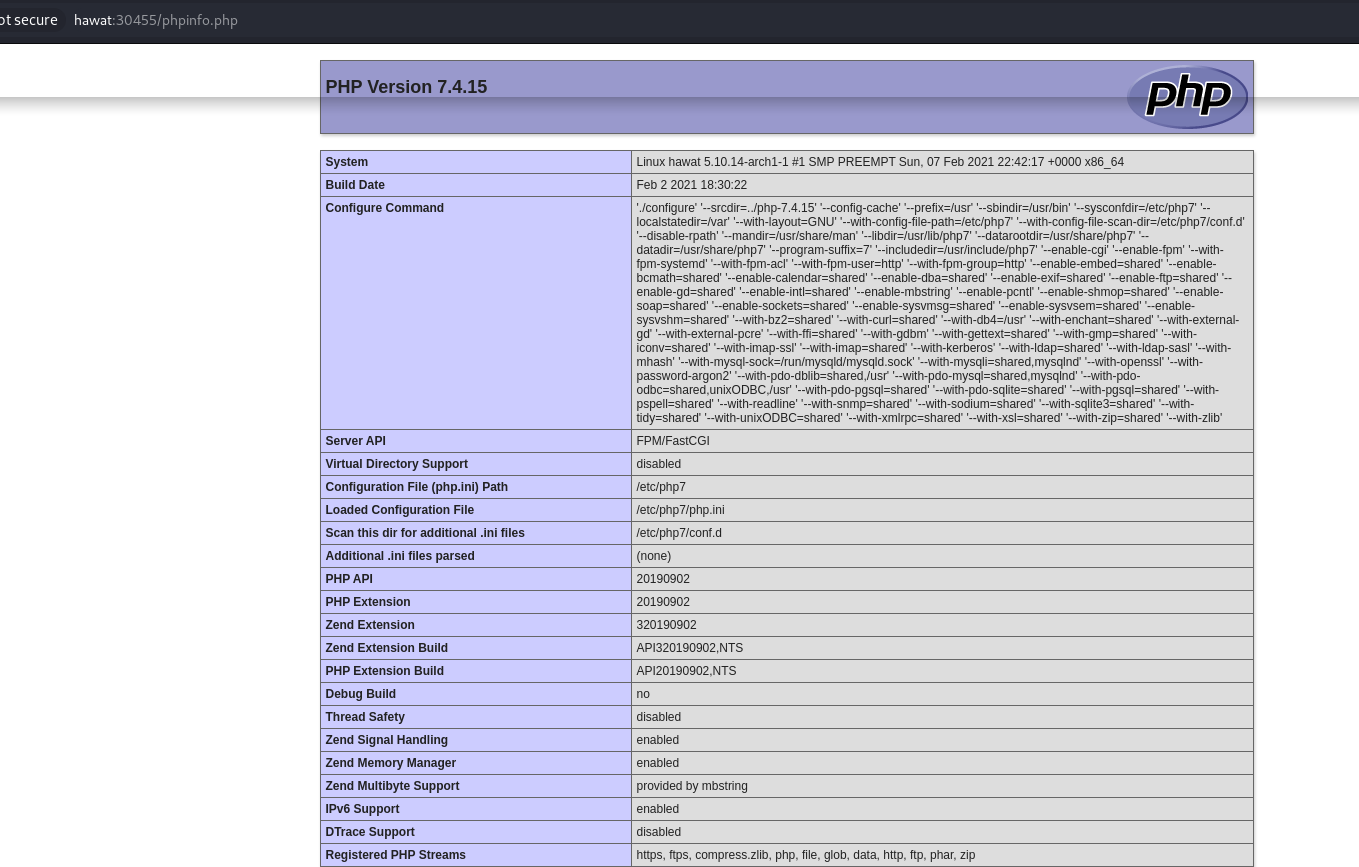 ot secure hawat:30455/phpinfo.php
PHP Version 7.4.15
php
System Linux hawat 5.10.14-arch1-1 #1 SMP PREEMPT Sun, 07 Feb 2021 22:42:17 +0000 x86_64
Build Date Feb 2 2021 18:30:22
Configure Command './configure' '--srcdir=../php-7.4.15' '--config-cache' '--prefix=/usr' '--sbindir=/usr/bin' '--sysconfdir=/etc/php7' '--
localstatedir=/var' '--with-layout=GNU' '--with-config-file-path=/etc/php7' '--with-config-file-scan-dir=/etc/php7/conf.d'
'--disable-rpath' '--mandir=/usr/share/man' '--libdir=/usr/lib/php7' '--datarootdir=/usr/share/php7' '--
datadir=/usr/share/php7' '--program-suffix=7' '--includedir=/usr/include/php7' '--enable-cgi' '--enable-fpm' '--with-
fpm-systemd' '--with-fpm-acl' '--with-fpm-user=http' '--with-fpm-group=http' '--enable-embed=shared' '--enable-
bcmath=shared' '--enable-calendar=shared' '--enable-dba=shared' '--enable-exif=shared' '--enable-ftp=shared' '--
enable-gd=shared' '--enable-intl=shared' '--enable-mbstring' '--enable-pcntl' '--enable-shmop=shared' '--enable-
soap=shared' '--enable-sockets=shared' '--enable-sysvmsg=shared' '--enable-sysvsem=shared' '--enable-
sysvshm=shared' '--with-bz2=shared' '--with-curl=shared' '--with-db4=/usr' '--with-enchant=shared' '--with-external-
gd' '--with-external-pcre' '--with-ffi=shared' '--with-gdbm' '--with-gettext=shared' '--with-gmp=shared' '--with-
iconv=shared' '--with-imap-ssl' '--with-imap=shared' '--with-kerberos' '--with-ldap=shared' '--with-ldap-sasl' '--with-
mhash' '--with-mysql-sock=/run/mysqld/mysqld.sock' '--with-mysqli=shared,mysqlnd' '--with-openssl' '--with-
password-argon2' '--with-pdo-dblib=shared,/usr' '--with-pdo-mysql=shared,mysqlnd' '--with-pdo-
odbc=shared,unixODBC,/usr' '--with-pdo-pgsql=shared' '--with-pdo-sqlite=shared' '--with-pgsql=shared' '--with-
pspell=shared' '--with-readline' '--with-snmp=shared' '--with-sodium=shared' '--with-sqlite3=shared' '--with-
tidy=shared' '--with-unixODBC=shared' '--with-xmlrpc=shared' '--with-xsl=shared' '--with-zip=shared' '--with-zlib'
Server API FPM/FastCGI
Virtual Directory Support disabled
Configuration File (php.ini) Path /etc/php7
Loaded Configuration File /etc/php7/php.ini
Scan this dir for additional .ini files /etc/php7/conf.d
Additional .ini files parsed (none)
PHP API 20190902
PHP Extension 20190902
Zend Extension 320190902
Zend Extension Build API320190902,NTS
PHP Extension Build API20190902,NTS
Debug Build no
Thread Safety disabled
Zend Signal Handling enabled
Zend Memory Manager enabled
Zend Multibyte Support provided by mbstring
IPv6 Support enabled
DTrace Support disabled
Registered PHP Streams https, ftps, compress.zlib, php, file, glob, data, http, ftp, phar, zip